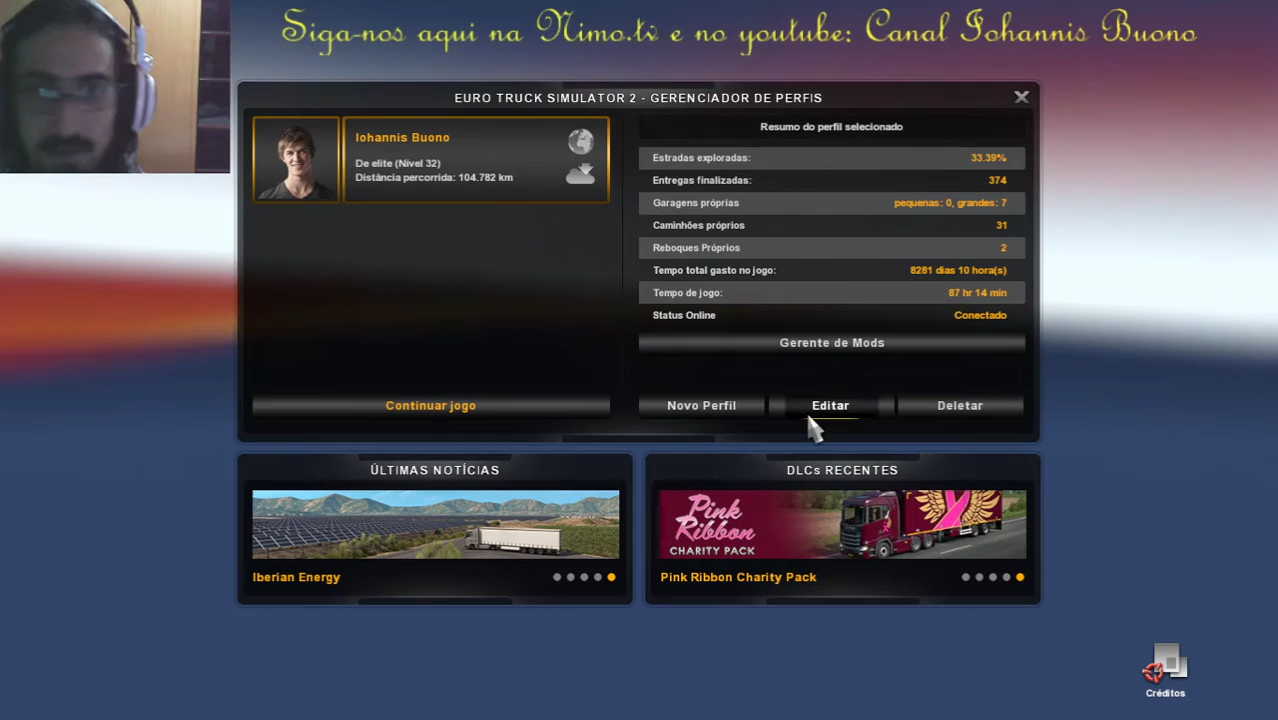 Siga-nos aqui na Nimo.tv e no youtube: Canal Iohannis Buono
EURO TRUCK SIMULATOR 2 - GERENCIADOR DE PERFIS
Iohannis Buono
De elite (Nível 32)
Distância percorrida: 104.782 km
Resumo do perfil selecionado
Estradas exploradas: 33.39%
Entregas finalizadas: 374
Garagens próprias pequenas: 0, grandes: 7
Caminhões próprios 31
Reboques Próprios 2
Tempo total gasto no jogo: 8281 dias 10 hora(s)
Tempo de jogo: 87 hr 14 min
Status Online Conectado
Gerente de Mods
Continuar jogo
Novo Perfil Editar Deletar
ÚLTIMAS NOTÍCIAS
Iberian Energy
DLCs RECENTES
Pink
Ribbon
CHARITY PACK
Pink Ribbon Charity Pack
Créditos